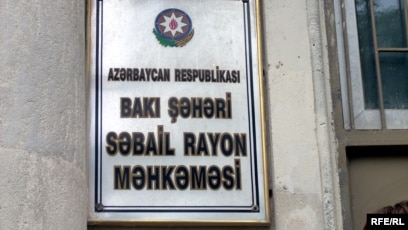 AZƏRBAYCAN RESPUBLİKASI
BAKI ŞƏHƏRİ
SƏBAİL RAYON
MƏHKƏMƏSİ
RFE/RL